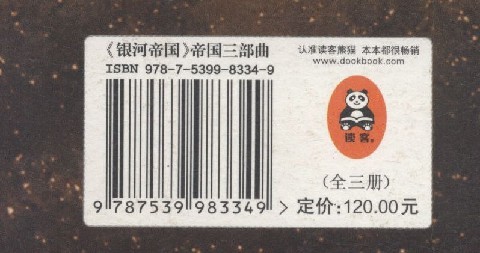 《银河帝国》帝国三部曲
ISBN 978-7-5399-8334-9
9 787539 983349 >
认准读客熊猫 本本都很畅销
www.dookbook.com
读客®
(全三册)
定价:120.00元